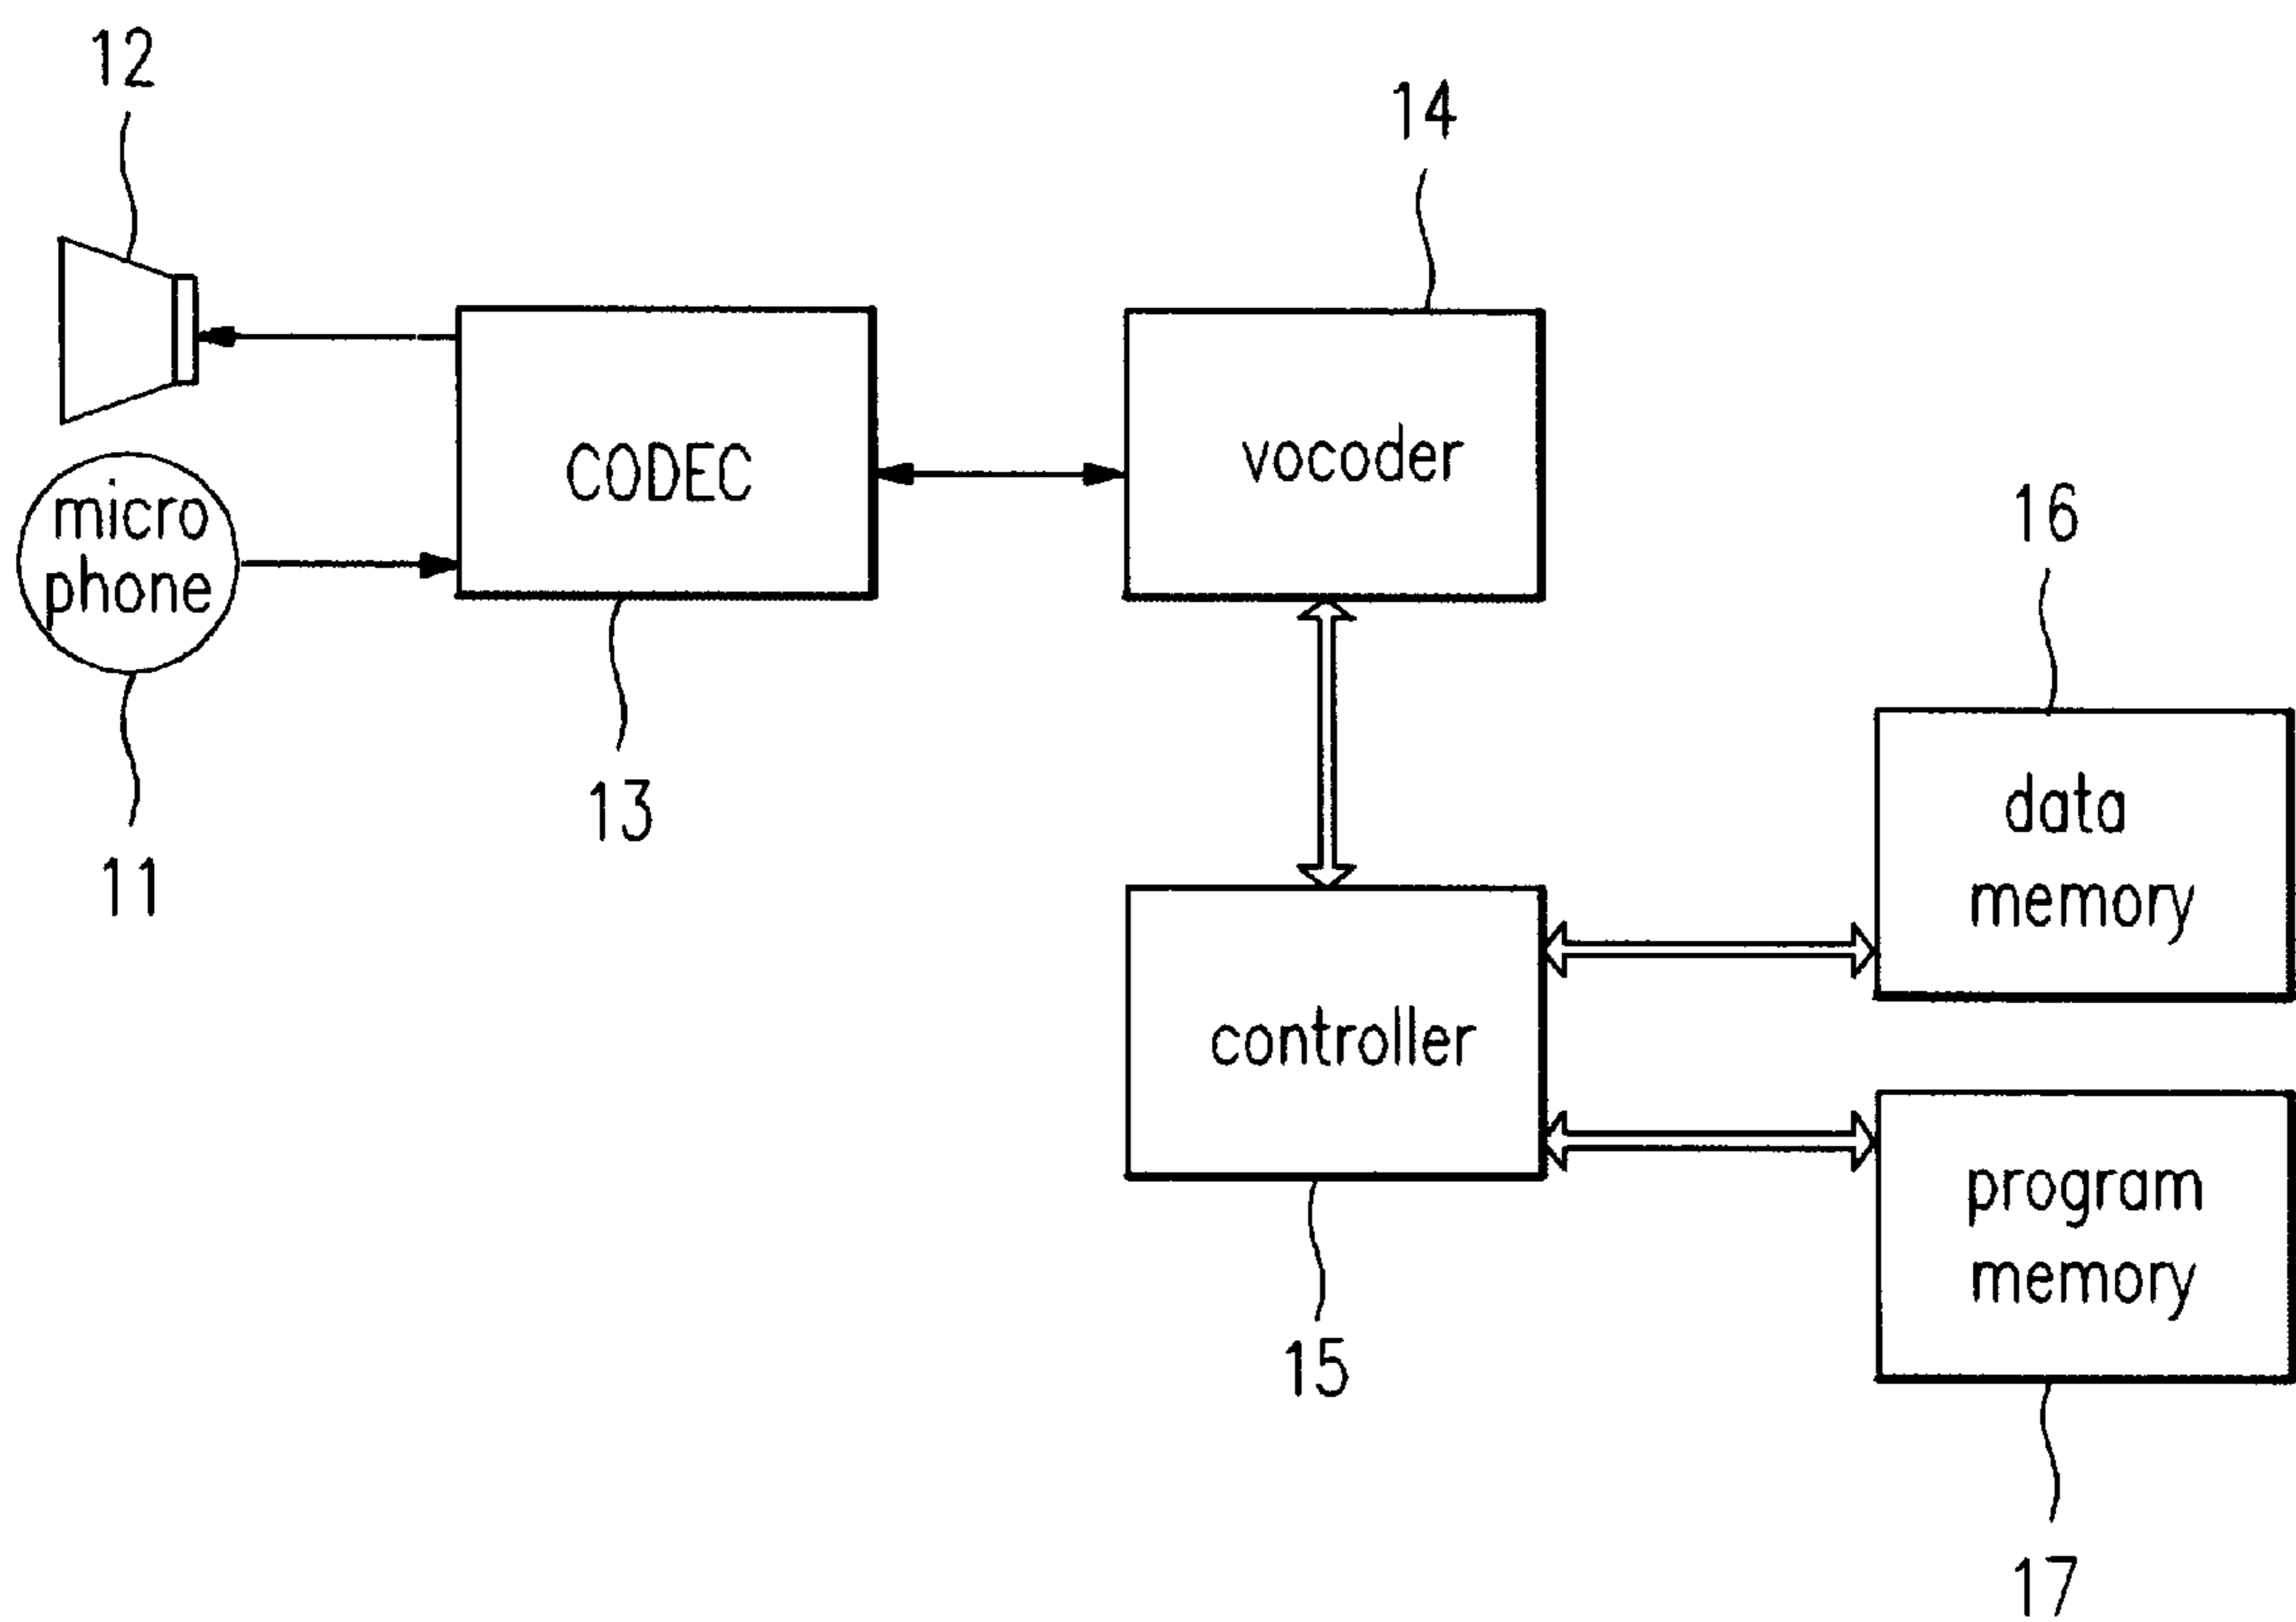 12
14
CODEC
vocoder
micro
phone
16
13
11
data
memory
controller
program
memory
15
17